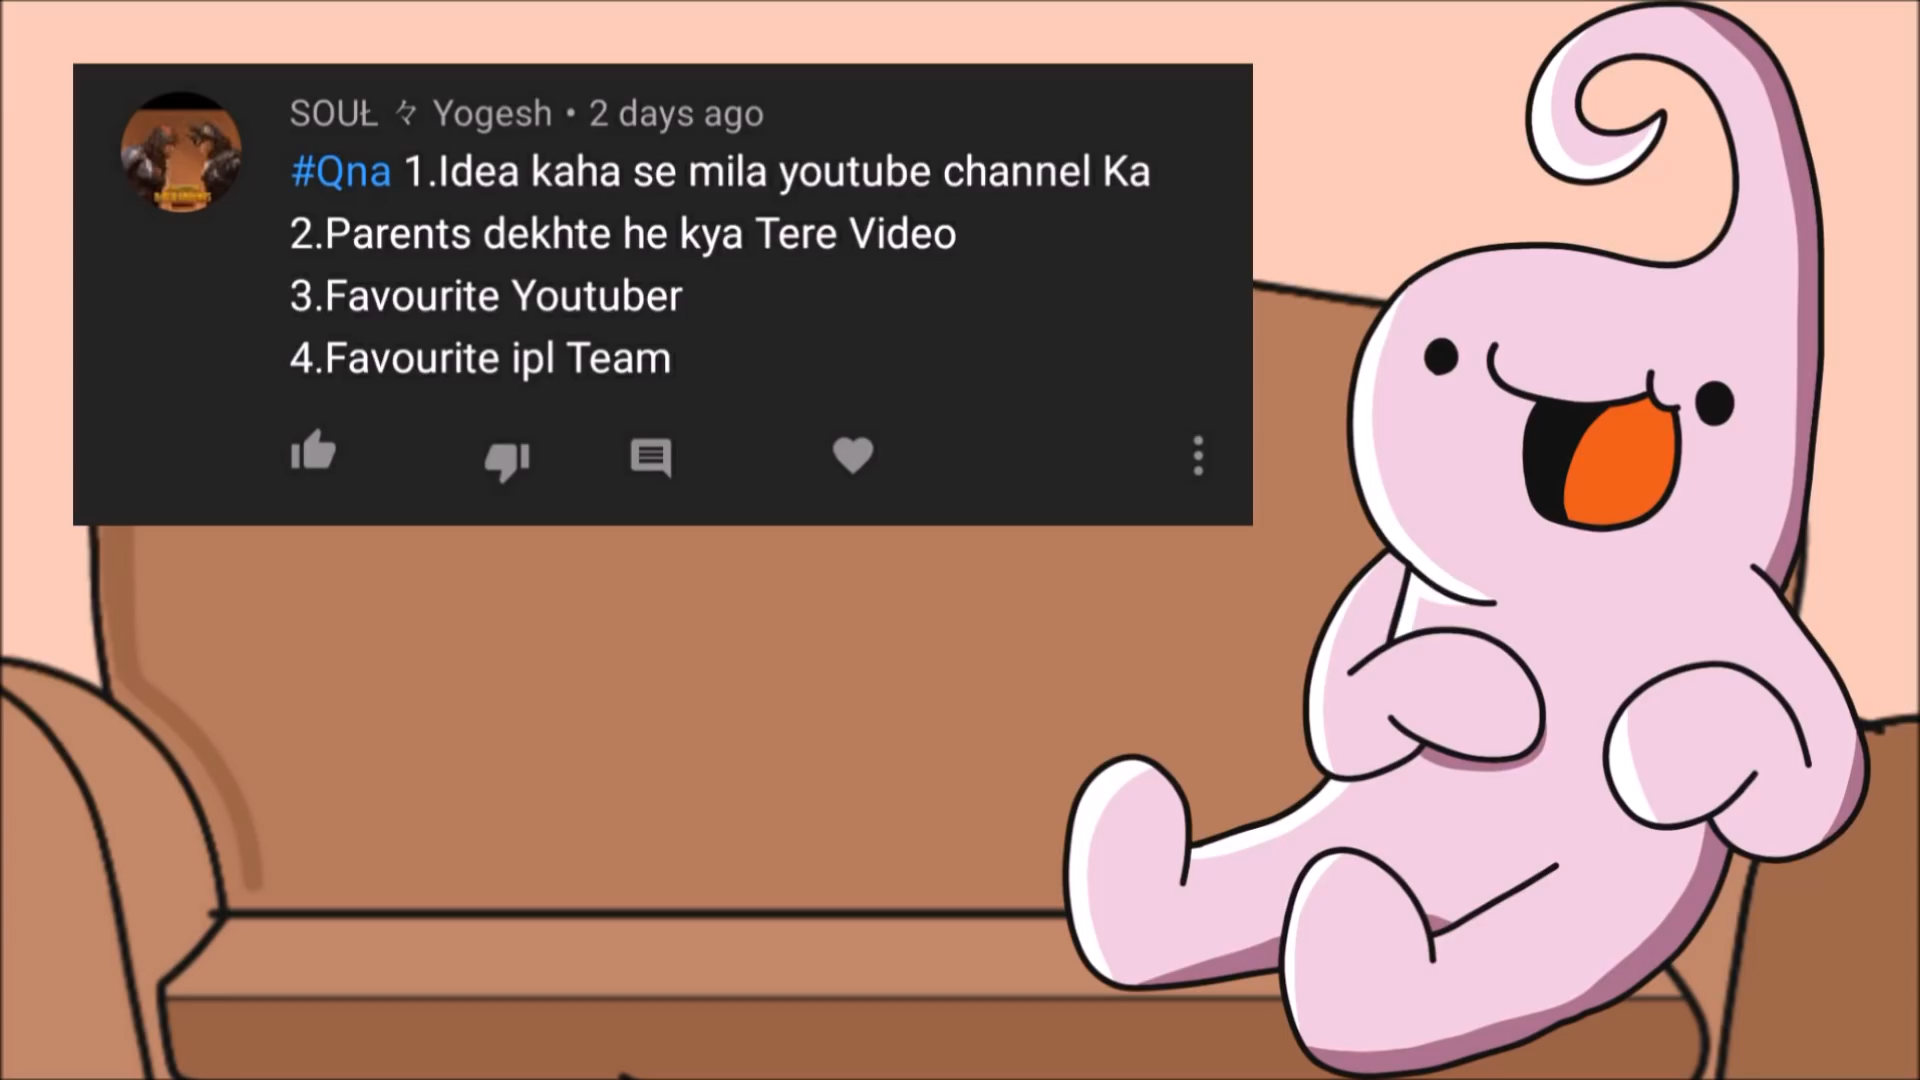 SOUŁ 々 Yogesh • 2 days ago
#Qna 1.Idea kaha se mila youtube channel Ka
2.Parents dekhte he kya Tere Video
3.Favourite Youtuber
4.Favourite ipl Team